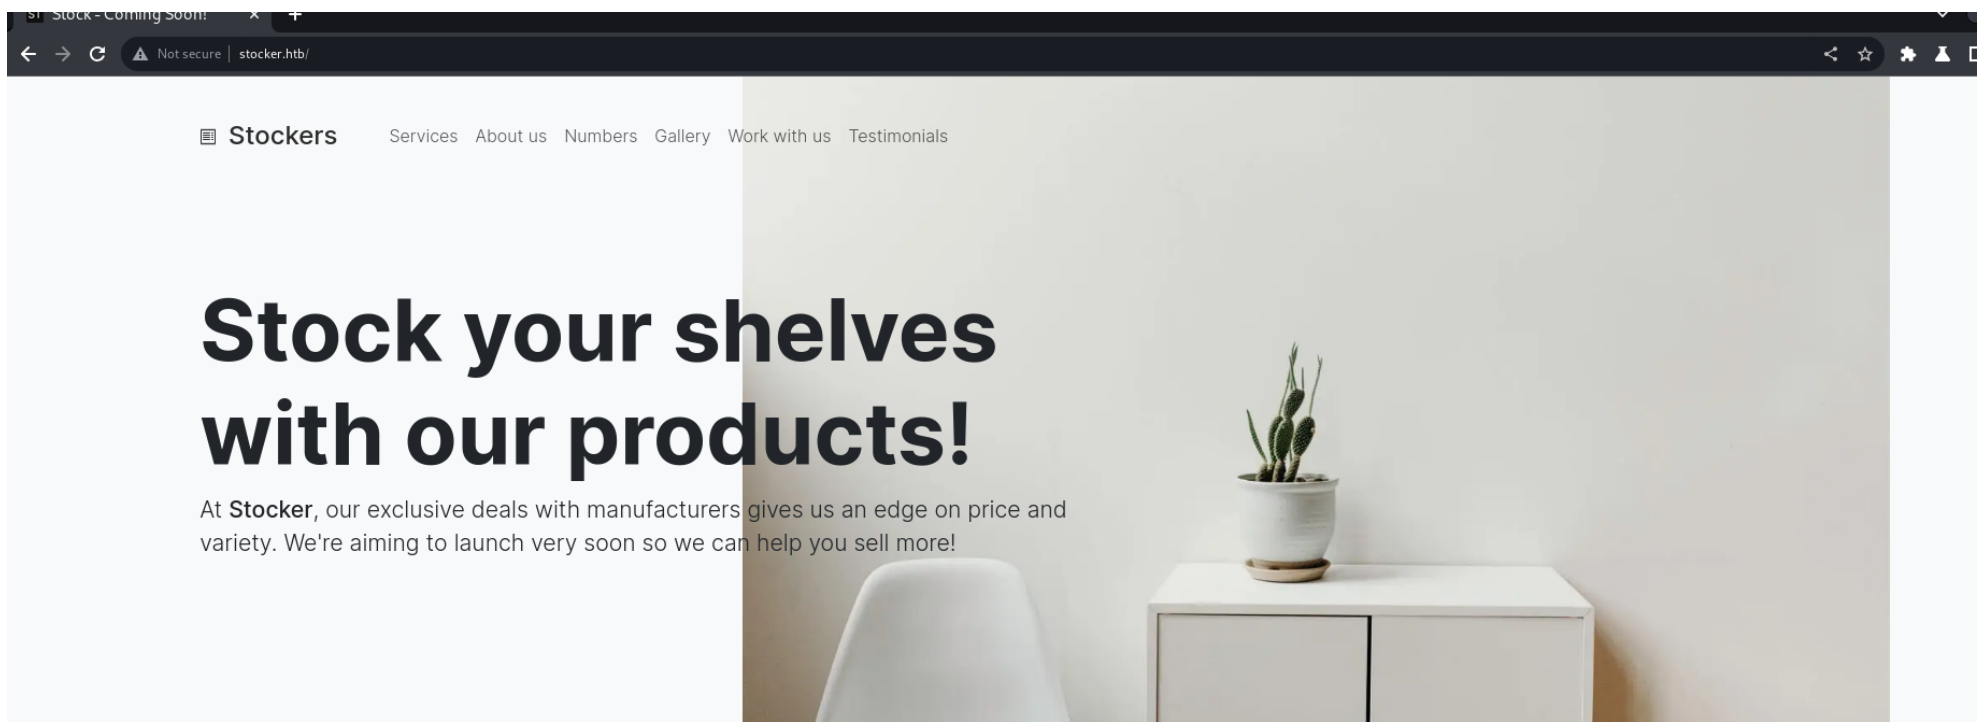 Stock - Coming Soon!
Not secure stocker.htb/
Stockers Services About us Numbers Gallery Work with us Testimonials
Stock your shelves
with our products!
At Stocker, our exclusive deals with manufacturers gives us an edge on price and
variety. We're aiming to launch very soon so we can help you sell more!